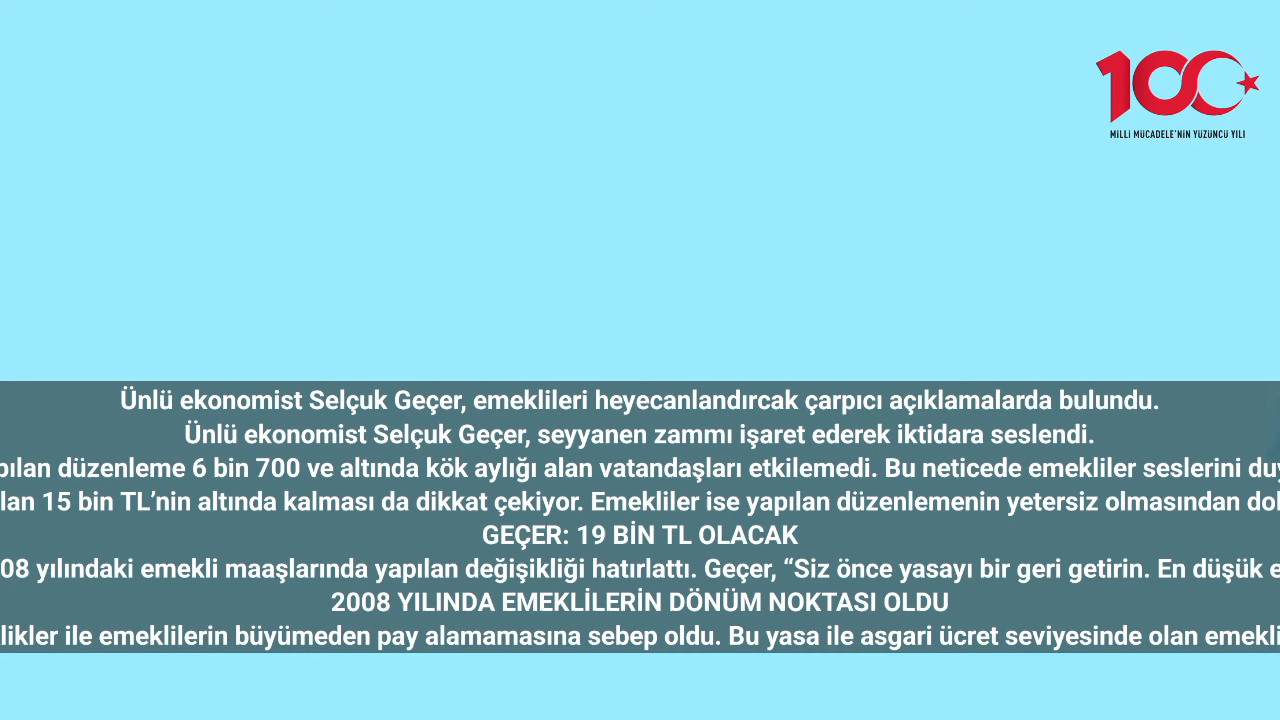 100
MİLLİ MÜCADELE'NİN YÜZÜNCÜ YILI
Ünlü ekonomist Selçuk Geçer, emeklileri heyecanlandırcak çarpıcı açıklamalarda bulundu.
Ünlü ekonomist Selçuk Geçer, seyyanen zammı işaret ederek iktidara seslendi.
düzenleme 6 bin 700 ve altında kök aylığı alan vatandaşları etkilemedi. Bu neticede emekliler seslerini
15 bin TL’nin altında kalması da dikkat çekiyor. Emekliler ise yapılan düzenlemenin yetersiz olmasından
GEÇER: 19 BİN TL OLACAK
08 yılındaki emekli maaşlarında yapılan değişikliği hatırlattı. Geçer, “Siz önce yasayı bir geri getirin. En düşük
2008 YILINDA EMEKLİLERİN DÖNÜM NOKTASI OLDU
ile emeklilerin büyümeden pay alamamasına sebep oldu. Bu yasa ile asgari ücret seviyesinde olan